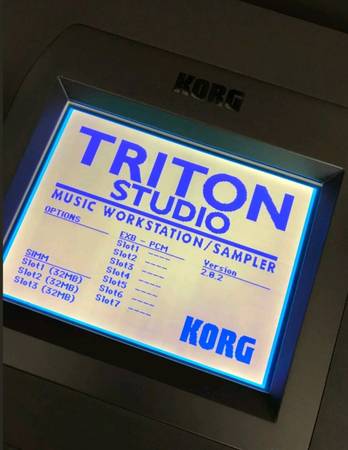 KORG
TRITON
STUDIO
MUSIC WORKSTATION/SAMPLER
OPTIONS
EXB - PCM
Slot1 -----
Slot2 -----
Slot3 -----
Slot4 -----
Slot5 -----
Slot6 -----
Slot7 -----
Version
2.0.2
SIMM
Slot1 (32MB)
Slot2 (32MB)
Slot3 (32MB)
KORG